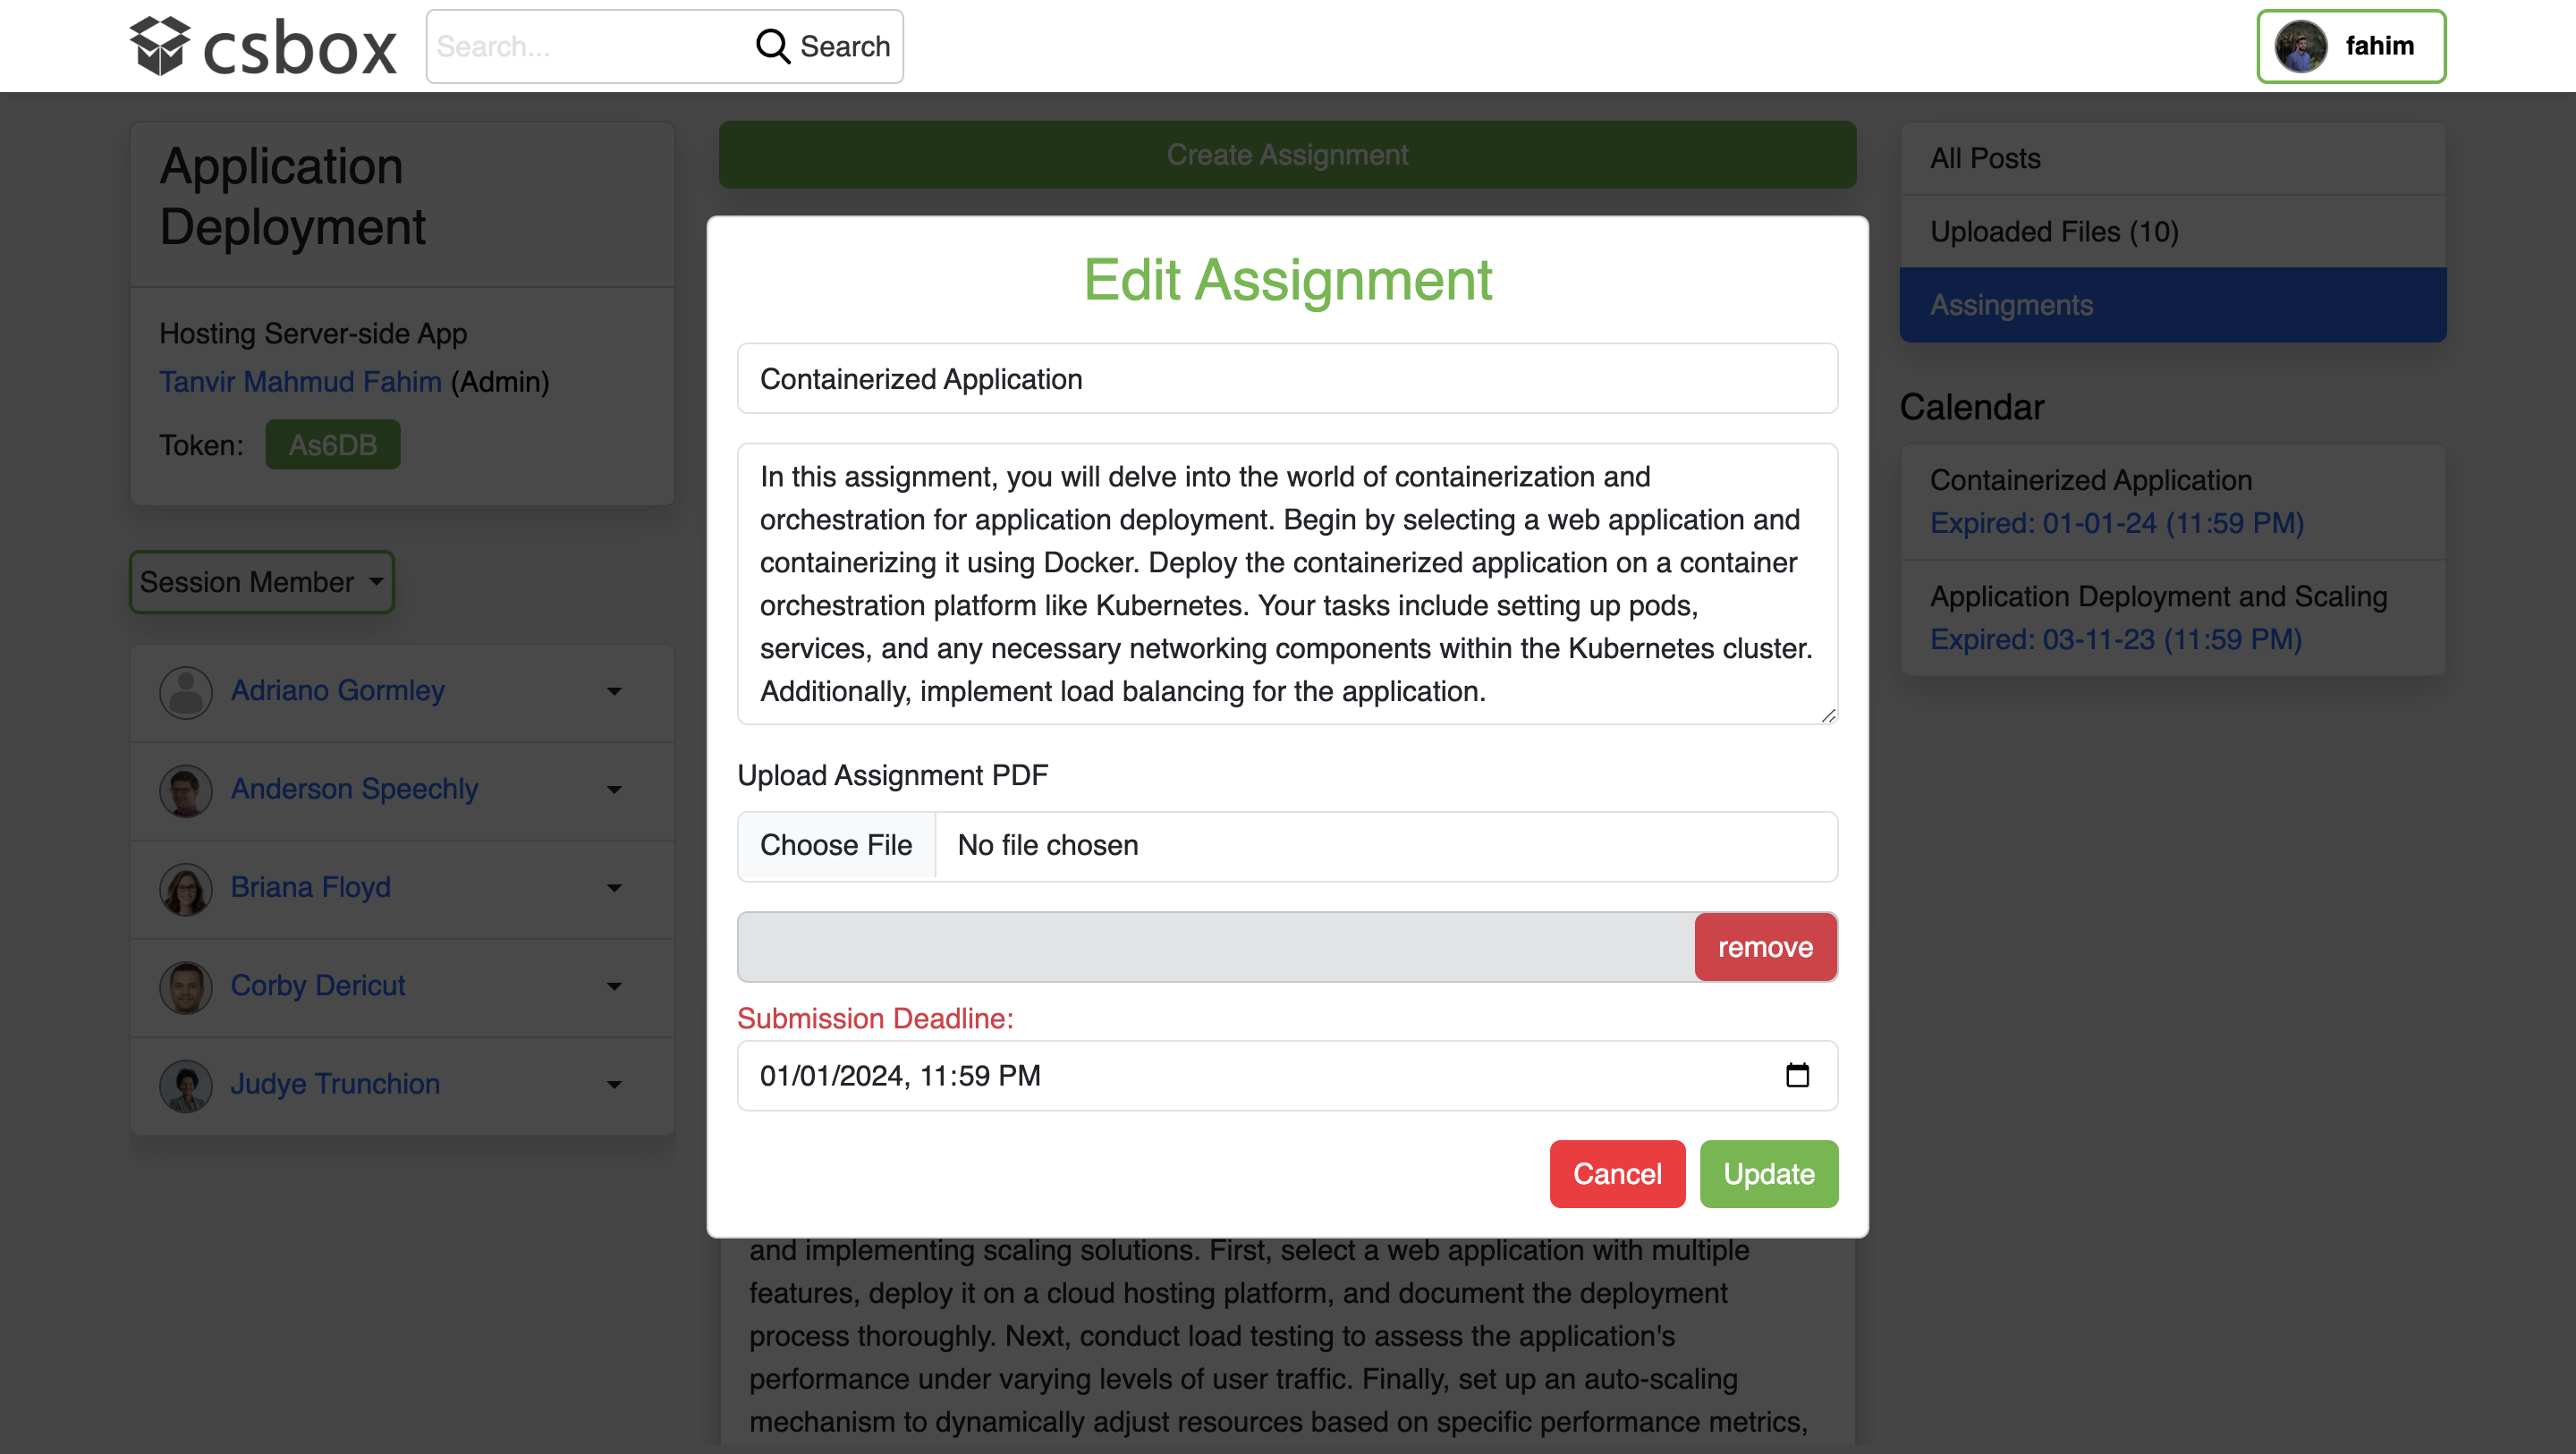 csbox
Search...
Search
fahim
Application
Deployment
Hosting Server-side App
Tanvir Mahmud Fahim (Admin)
Token: As6DB
Session Member
Adriano Gormley
Anderson Speechly
Briana Floyd
Corby Dericut
Judye Trunchion
Create Assignment
Edit Assignment
Containerized Application
In this assignment, you will delve into the world of containerization and
orchestration for application deployment. Begin by selecting a web application and
containerizing it using Docker. Deploy the containerized application on a container
orchestration platform like Kubernetes. Your tasks include setting up pods,
services, and any necessary networking components within the Kubernetes cluster.
Additionally, implement load balancing for the application.
Upload Assignment PDF
Choose File No file chosen
remove
Submission Deadline:
01/01/2024, 11:59 PM
Cancel Update
and implementing scaling solutions. First, select a web application with multiple
features, deploy it on a cloud hosting platform, and document the deployment
process thoroughly. Next, conduct load testing to assess the application's
performance under varying levels of user traffic. Finally, set up an auto-scaling
mechanism to dynamically adjust resources based on specific performance metrics,
All Posts
Uploaded Files (10)
Assingments
Calendar
Containerized Application
Expired: 01-01-24 (11:59 PM)
Application Deployment and Scaling
Expired: 03-11-23 (11:59 PM)